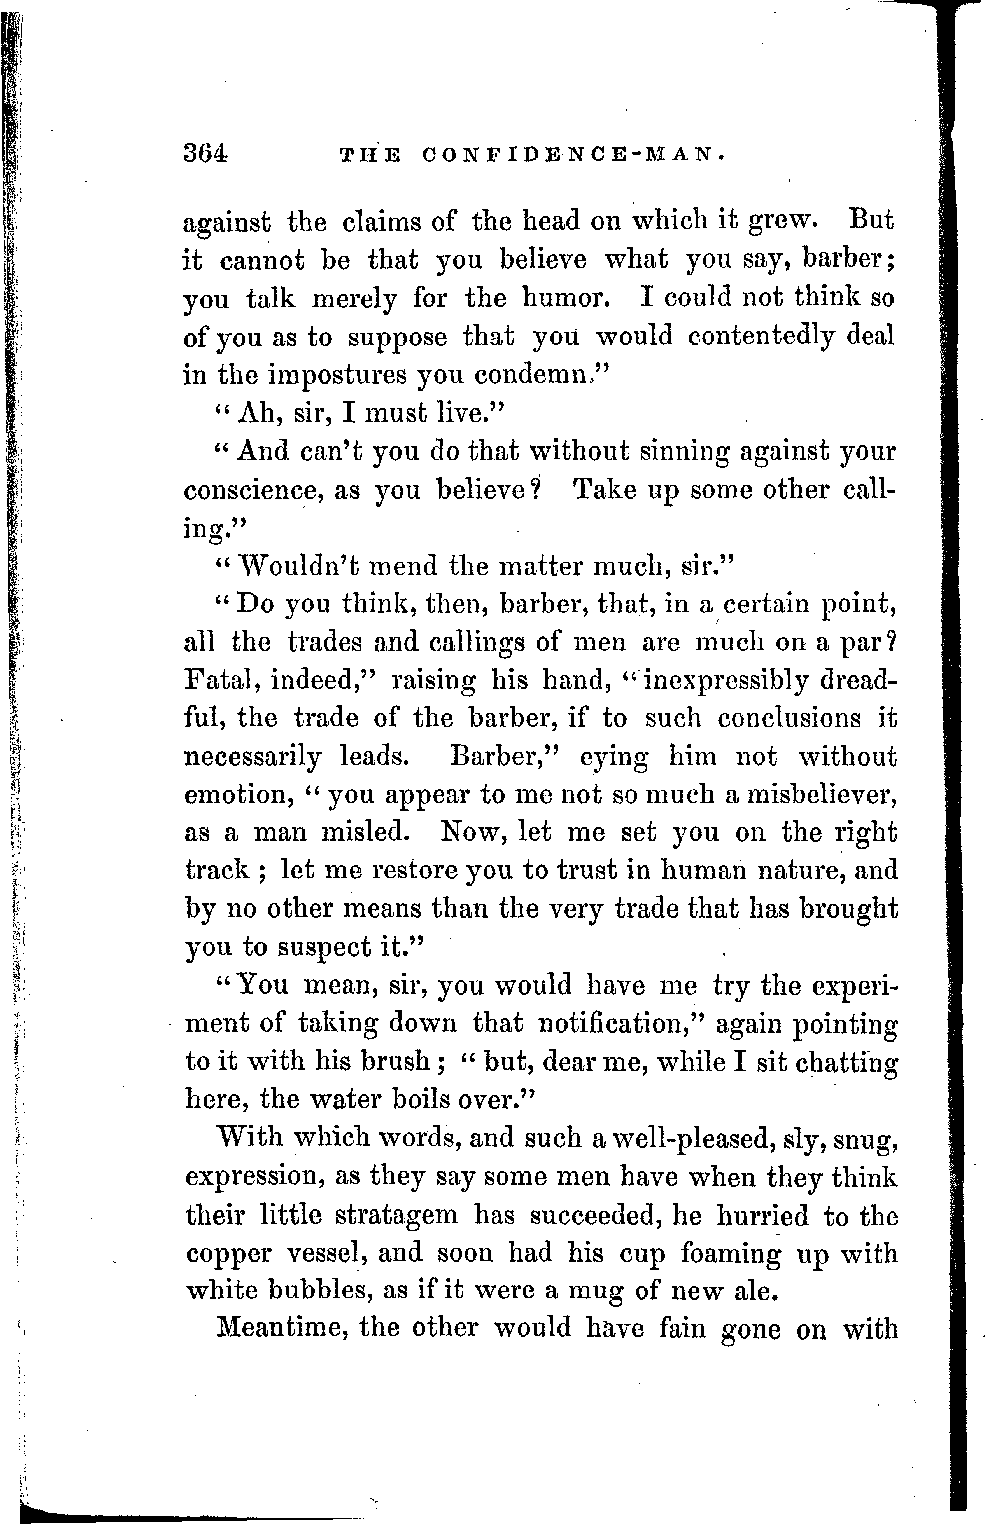 364 THE CONFIDENCE-MAN.
against the claims of the head on which it grew. But
it cannot be that you believe what you say, barber;
you talk merely for the humor. I could not think so
of you as to suppose that you would contentedly deal
in the impostures you condemn."
"Ah, sir, I must live."
"And can't you do that without sinning against your
conscience, as you believe? Take up some other call-
ing."
"Wouldn't mend the matter much, sir."
"Do you think, then, barber, that, in a certain point,
all the trades and callings of men are much on a par?
Fatal, indeed," raising his hand, "inexpressibly dread-
ful, the trade of the barber, if to such conclusions it
necessarily leads. Barber," eying him not without
emotion, "you appear to me not so much a misbeliever,
as a man misled. Now, let me set you on the right
track; let me restore you to trust in human nature, and
by no other means than the very trade that has brought
you to suspect it."
"You mean, sir, you would have me try the experi-
ment of taking down that notification," again pointing
to it with his brush; "but, dear me, while I sit chatting
here, the water boils over."
With which words, and such a well-pleased, sly, snug,
expression, as they say some men have when they think
their little stratagem has succeeded, he hurried to the
copper vessel, and soon had his cup foaming up with
white bubbles, as if it were a mug of new ale.
Meantime, the other would have fain gone on with